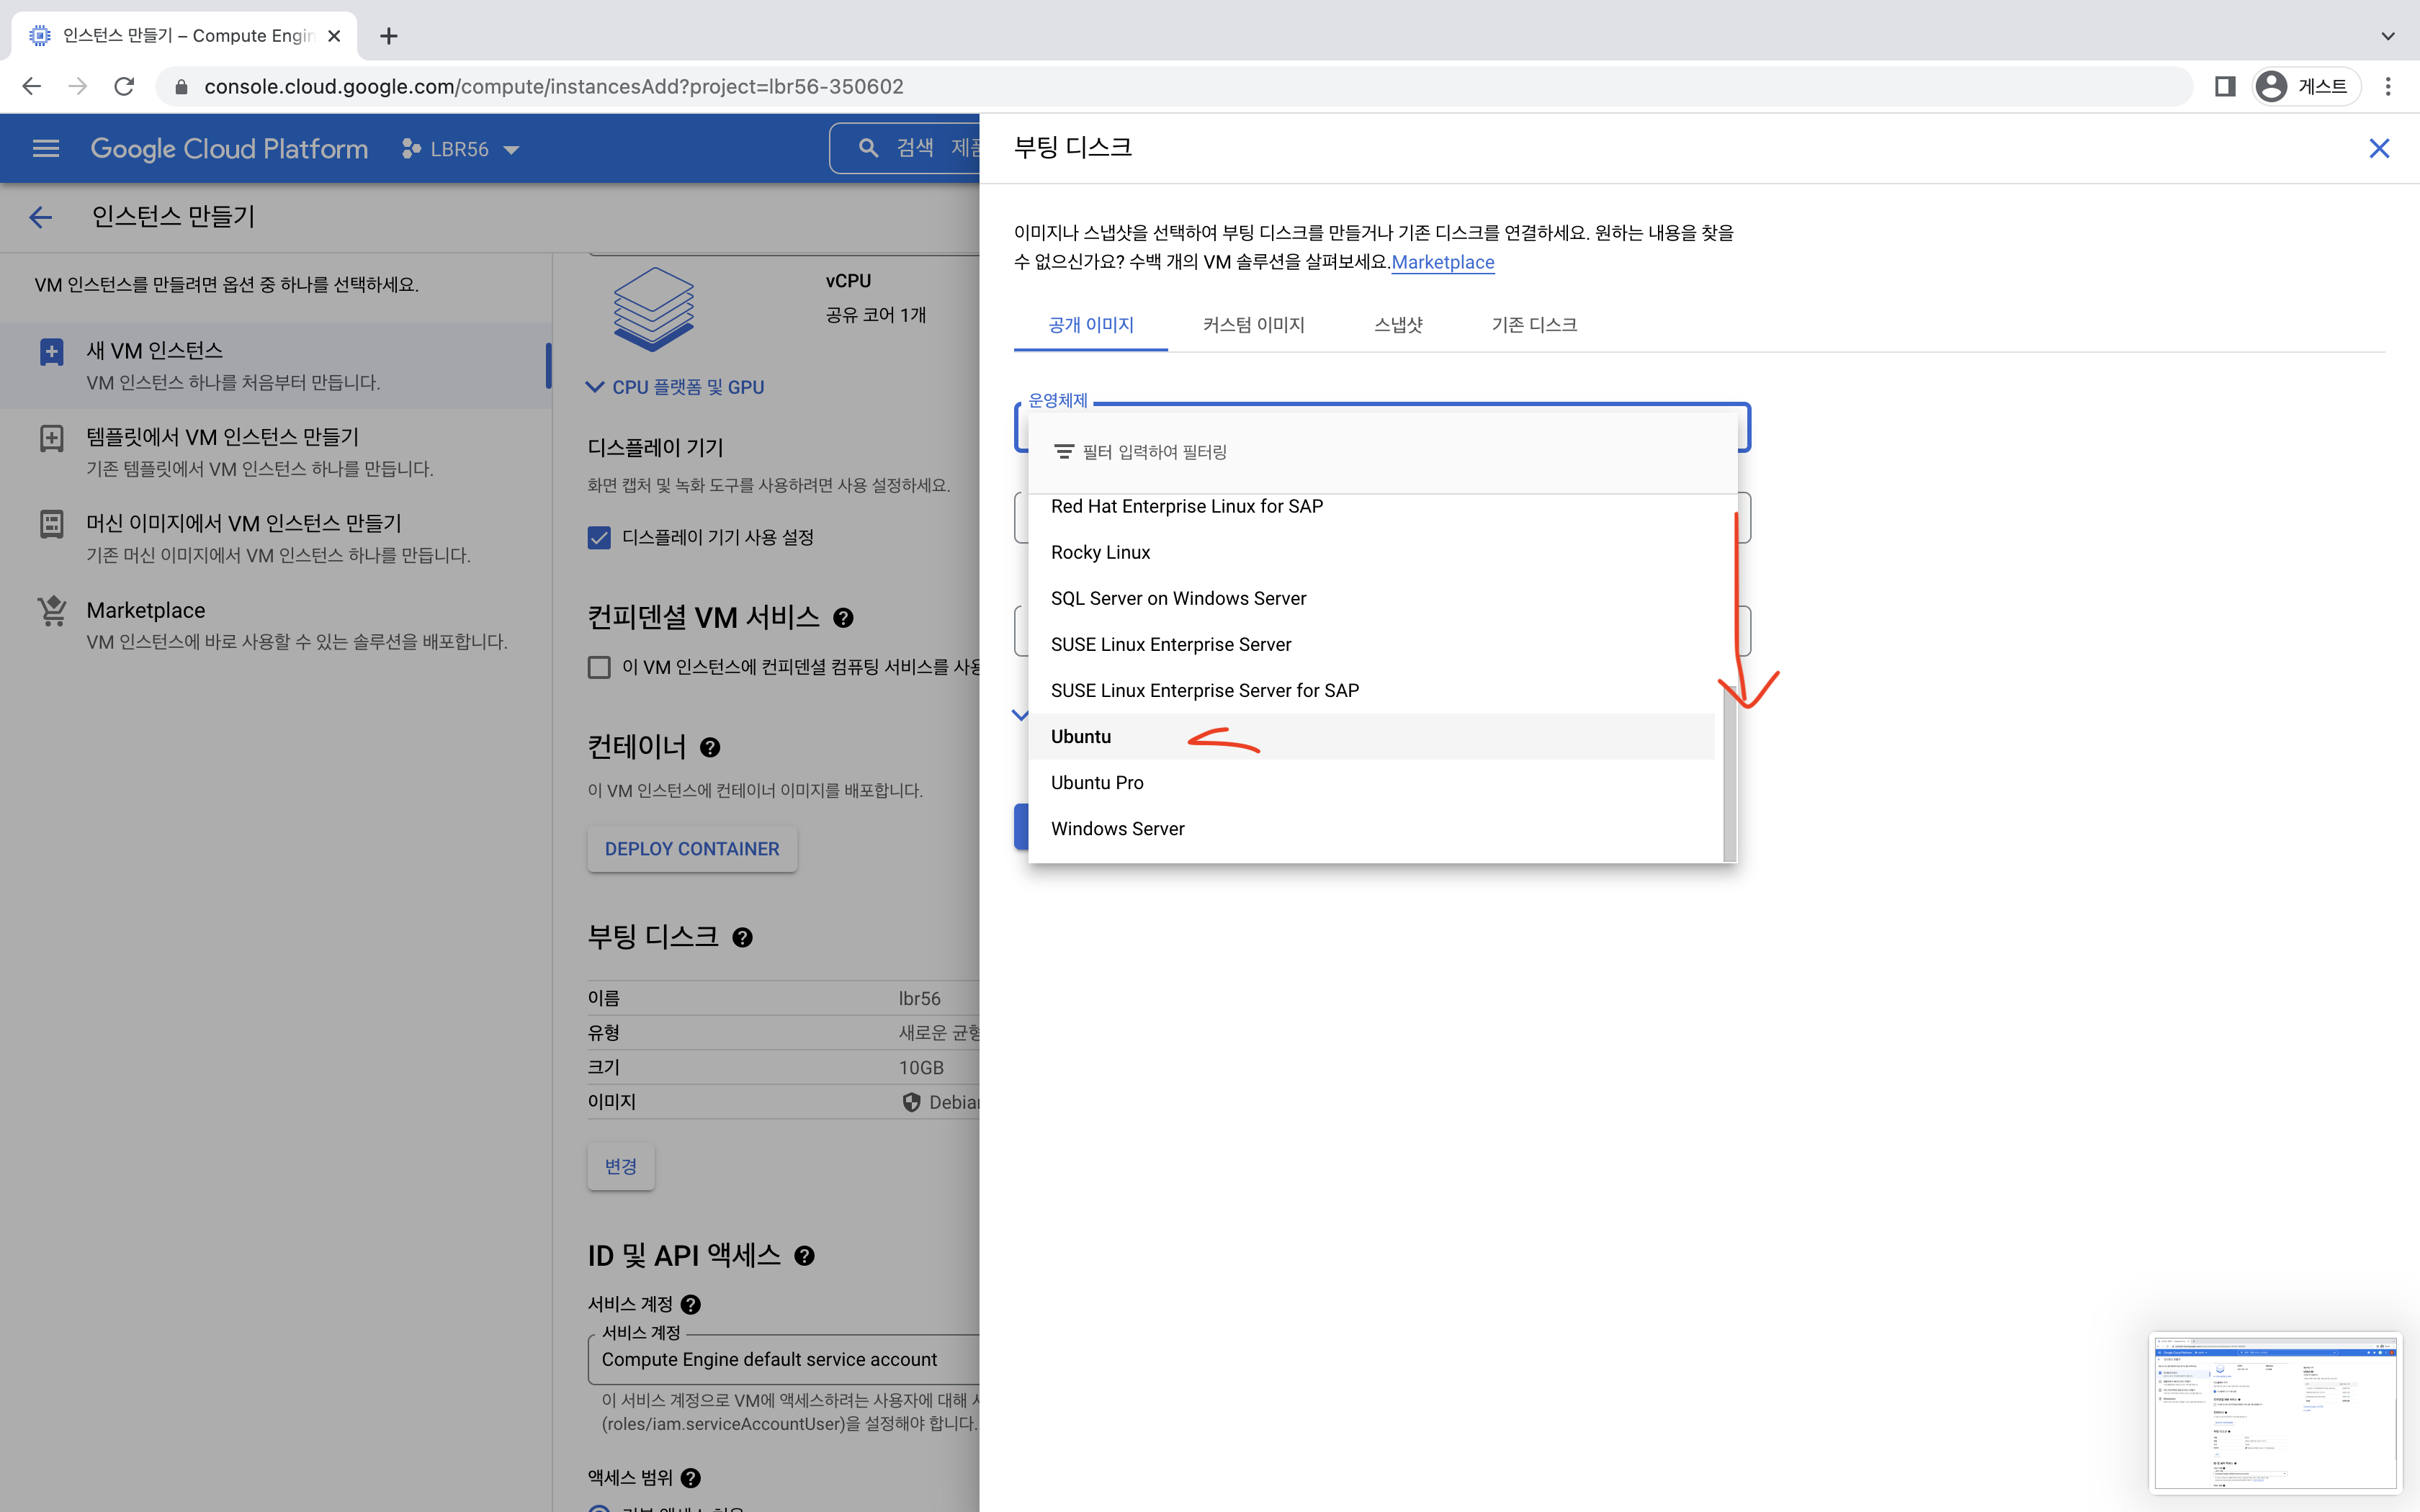 인스턴스 만들기 – Compute Engin
console.cloud.google.com/compute/instancesAdd?project=lbr56-350602
게스트
Google Cloud Platform
LBR56
검색 제품
인스턴스 만들기
VM 인스턴스를 만들려면 옵션 중 하나를 선택하세요.
새 VM 인스턴스
VM 인스턴스 하나를 처음부터 만듭니다.
템플릿에서 VM 인스턴스 만들기
기존 템플릿에서 VM 인스턴스 하나를 만듭니다.
머신 이미지에서 VM 인스턴스 만들기
기존 머신 이미지에서 VM 인스턴스 하나를 만듭니다.
Marketplace
VM 인스턴스에 바로 사용할 수 있는 솔루션을 배포합니다.
vCPU
공유 코어 1개
CPU 플랫폼 및 GPU
디스플레이 기기
화면 캡처 및 녹화 도구를 사용하려면 사용 설정하세요.
디스플레이 기기 사용 설정
컨피덴셜 VM 서비스
이 VM 인스턴스에 컨피덴셜 컴퓨팅 서비스를 사용
컨테이너
이 VM 인스턴스에 컨테이너 이미지를 배포합니다.
DEPLOY CONTAINER
부팅 디스크
이름 lbr56
유형 새로운 균형
크기 10GB
이미지 Debian
변경
ID 및 API 액세스
서비스 계정
서비스 계정
Compute Engine default service account
이 서비스 계정으로 VM에 액세스하려는 사용자에 대해 서
(roles/iam.serviceAccountUser)을 설정해야 합니다.
액세스 범위
부팅 디스크
이미지나 스냅샷을 선택하여 부팅 디스크를 만들거나 기존 디스크를 연결하세요. 원하는 내용을 찾을
수 없으신가요? 수백 개의 VM 솔루션을 살펴보세요.Marketplace
공개 이미지
커스텀 이미지
스냅샷
기존 디스크
운영체제
필터 입력하여 필터링
Red Hat Enterprise Linux for SAP
Rocky Linux
SQL Server on Windows Server
SUSE Linux Enterprise Server
SUSE Linux Enterprise Server for SAP
Ubuntu
Ubuntu Pro
Windows Server